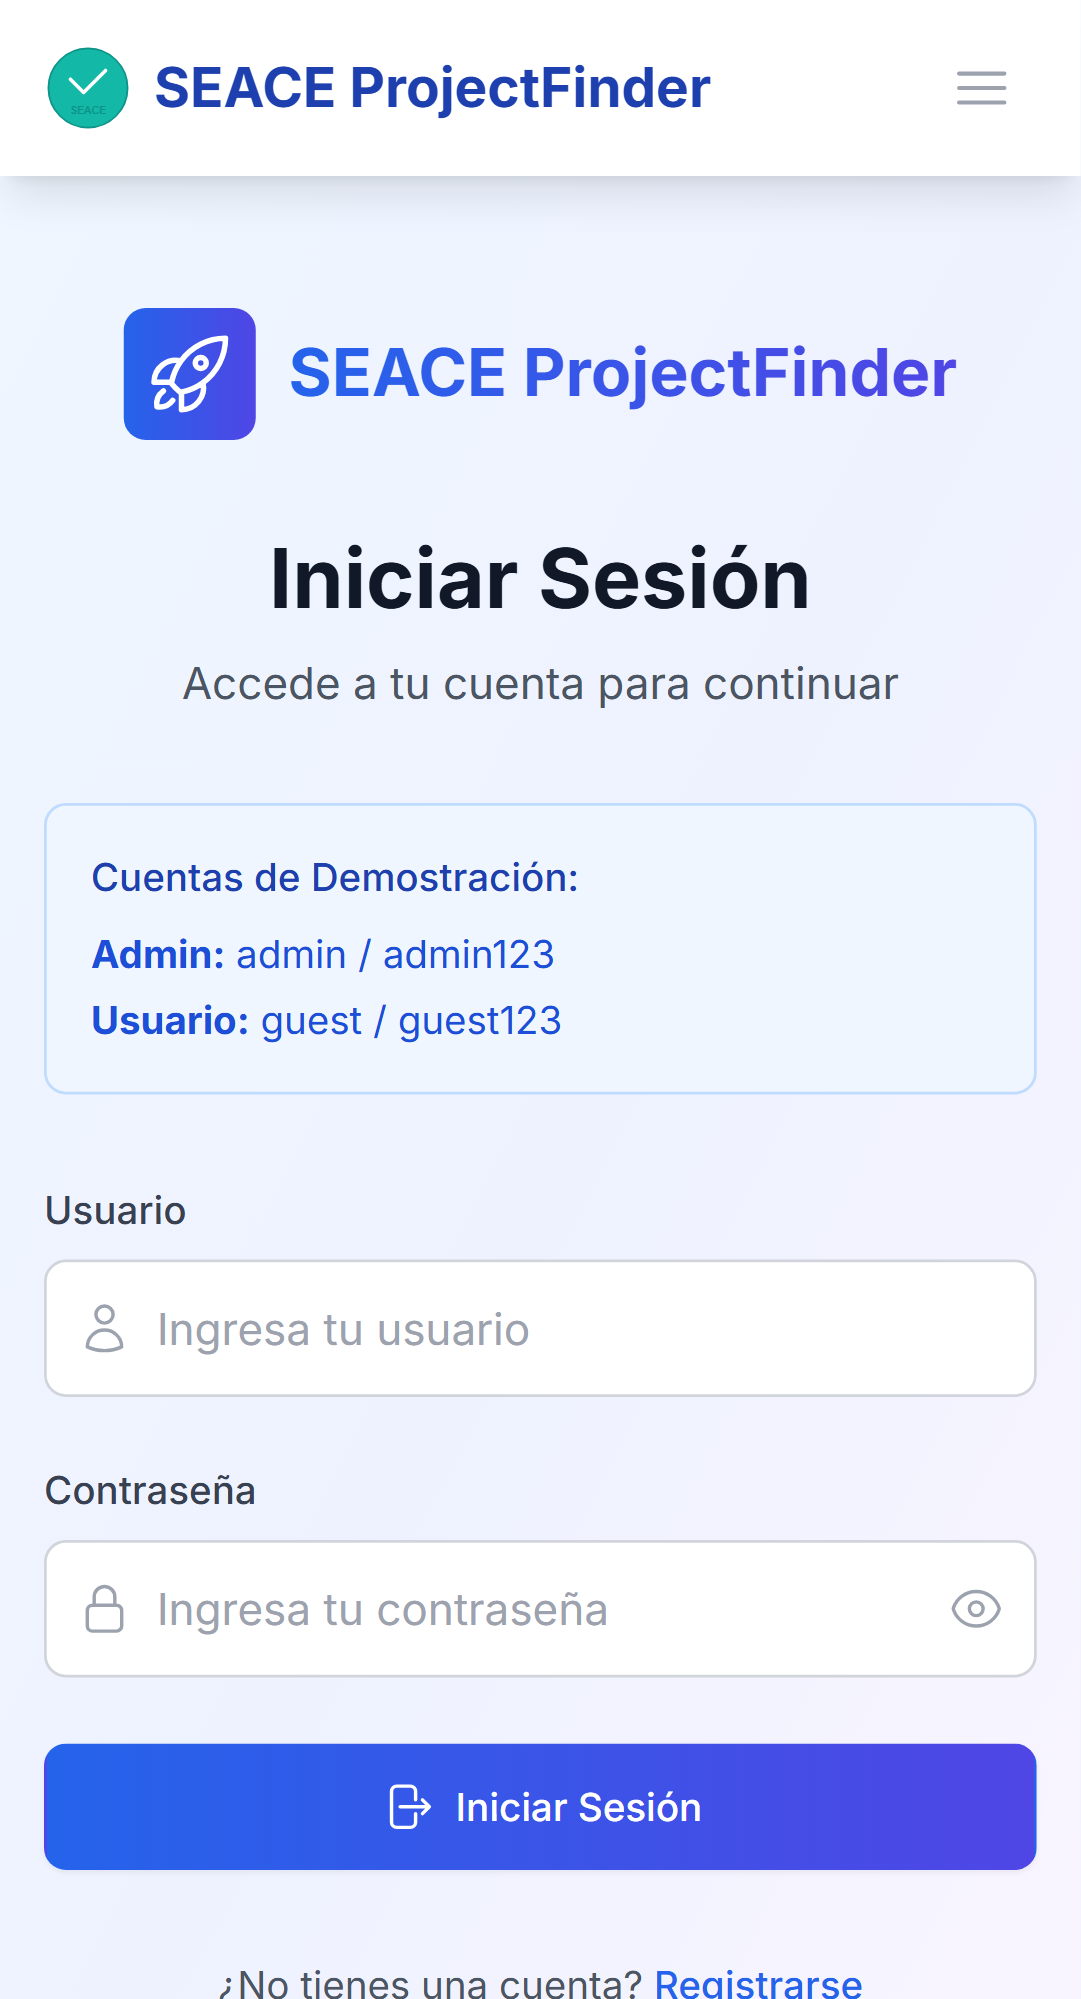 SEACE
SEACE ProjectFinder
SEACE ProjectFinder
Iniciar Sesión
Accede a tu cuenta para continuar
Cuentas de Demostración:
Admin: admin / admin123
Usuario: guest / guest123
Usuario
Ingresa tu usuario
Contraseña
Ingresa tu contraseña
Iniciar Sesión
¿No tienes una cuenta? Registrarse